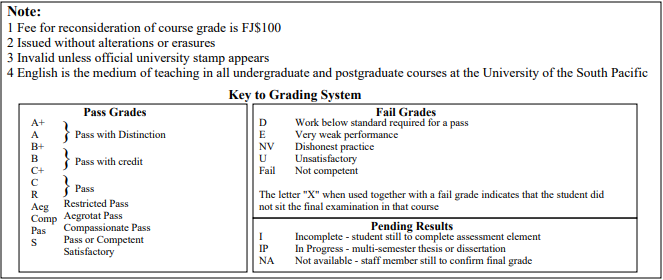 Note:
1 Fee for reconsideration of course grade is FJ$100
2 Issued without alterations or erasures
3 Invalid unless official university stamp appears
4 English is the medium of teaching in all undergraduate and postgraduate courses at the University of the South Pacific
Key to Grading System
Pass Grades
A+
A } Pass with Distinction
B+
B } Pass with credit
C+
C } Pass
R Restricted Pass
Aeg Aegrotat Pass
Comp Compassionate Pass
Pas Pass or Competent
S Satisfactory
Fail Grades
D Work below standard required for a pass
E Very weak performance
NV Dishonest practice
U Unsatisfactory
Fail Not competent
The letter "X" when used together with a fail grade indicates that the student did
not sit the final examination in that course
Pending Results
I Incomplete - student still to complete assessment element
IP In Progress - multi-semester thesis or dissertation
NA Not available - staff member still to confirm final grade